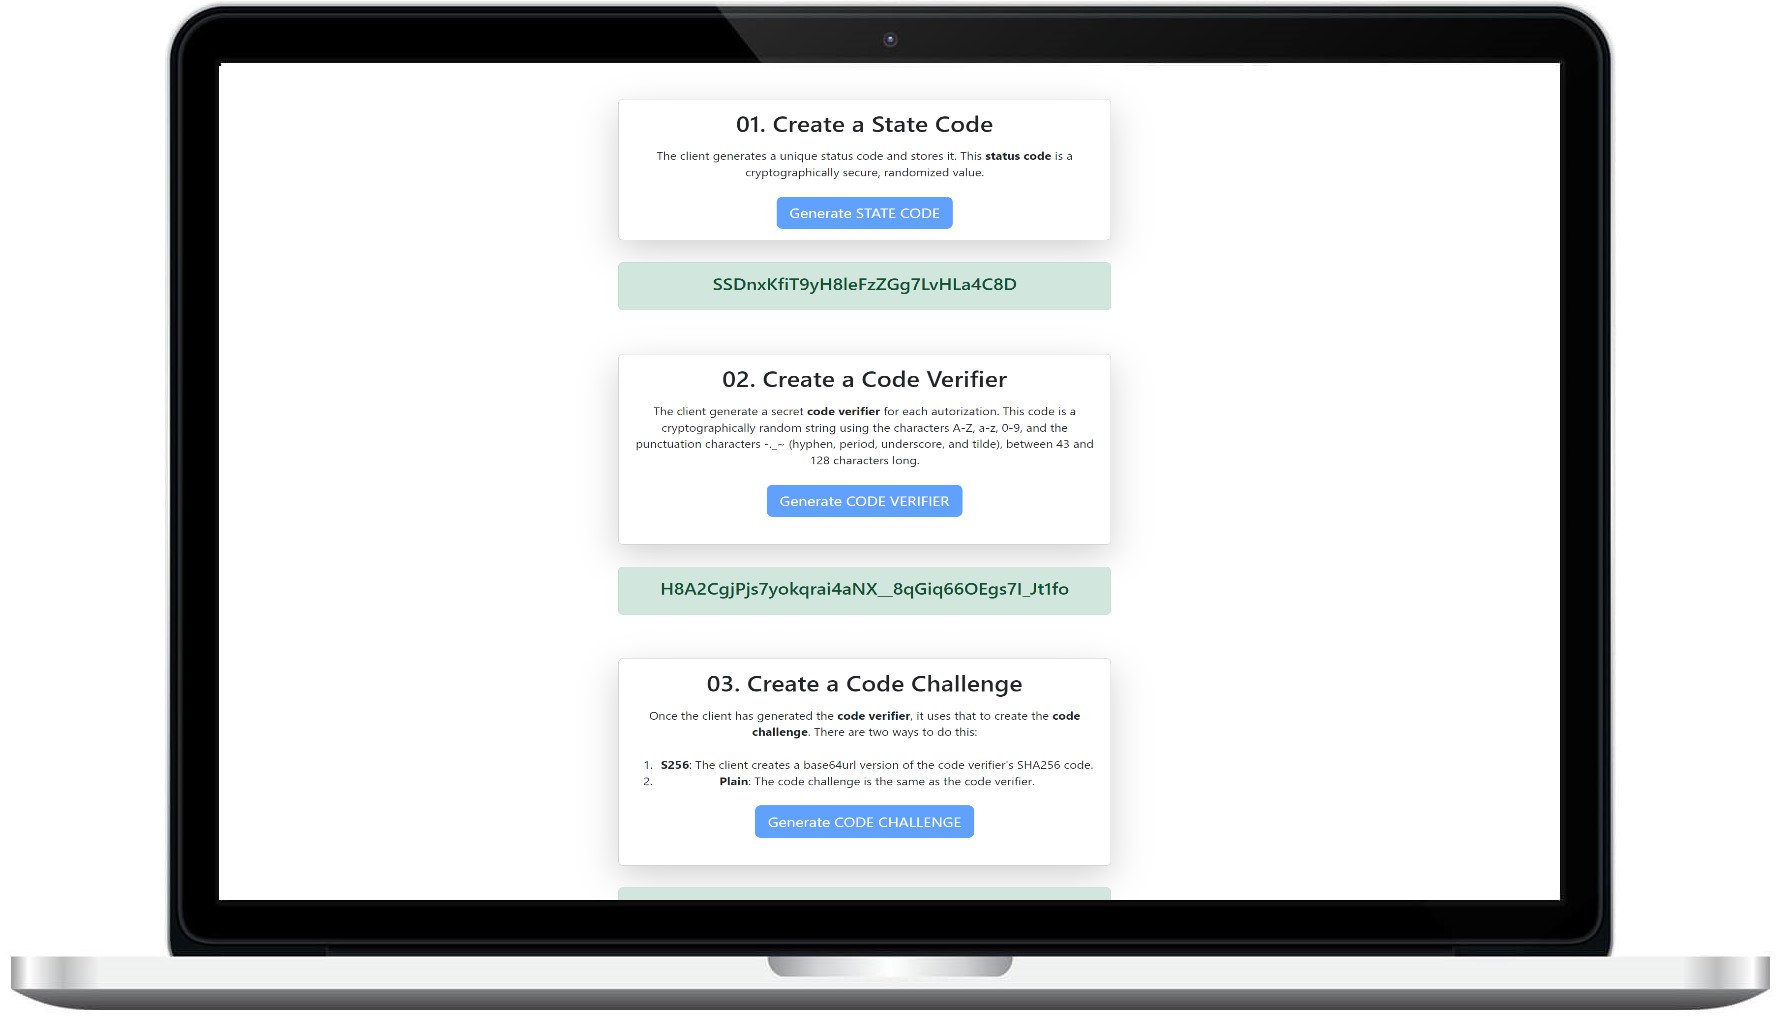 01. Create a State Code
The client generates a unique status code and stores it. This status code is a
cryptographically secure, randomized value.
Generate STATE CODE
SSDnxKfiT9yH8leFzZGg7LvHLa4C8D
02. Create a Code Verifier
The client generate a secret code verifier for each autorization. This code is a
cryptographically random string using the characters A-Z, a-z, 0-9, and the
punctuation characters -._~ (hyphen, period, underscore, and tilde), between 43 and
128 characters long.
Generate CODE VERIFIER
H8A2CgjPjs7yokqrai4aNX__8qGiq66OEgs7I_Jt1fo
03. Create a Code Challenge
Once the client has generated the code verifier, it uses that to create the code
challenge. There are two ways to do this:
1. S256: The client creates a base64url version of the code verifier's SHA256 code.
2. Plain: The code challenge is the same as the code verifier.
Generate CODE CHALLENGE